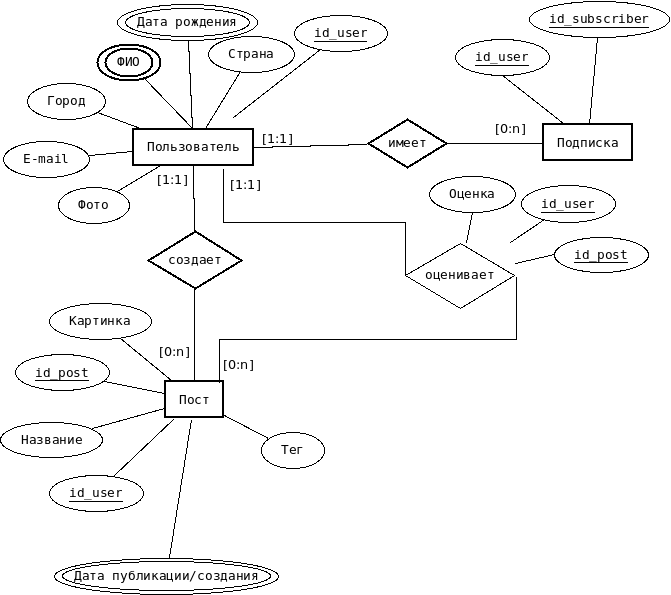 Дата рождения
id_subscriber
id_user
ФИО
Страна
id_user
Город
[1:1]
[0:n]
Пользователь
имеет
Подписка
E-mail
[1:1]
[1:1]
Фото
Оценка
id_user
id_post
создает
оценивает
Картинка
[0:n]
[0:n]
id_post
Пост
Название
Тег
id_user
Дата публикации/создания